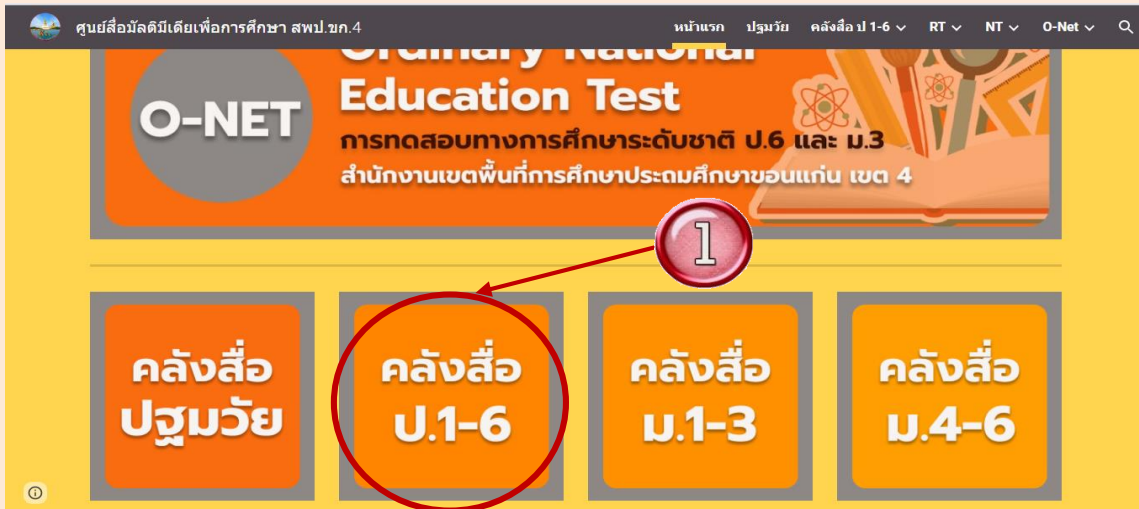 ศูนย์สื่อมัลติมีเดียเพื่อการศึกษา สพป.ขก.4
หน้าแรก ปฐมวัย คลังสื่อ ป 1-6 RT NT O-Net
Ordinary National
Education Test
O-NET
การทดสอบทางการศึกษาระดับชาติ ป.6 และ ม.3
สำนักงานเขตพื้นที่การศึกษาประถมศึกษาขอนแก่น เขต 4
1
คลังสื่อ
ปฐมวัย
คลังสื่อ
ป.1-6
คลังสื่อ
ม.1-3
คลังสื่อ
ม.4-6